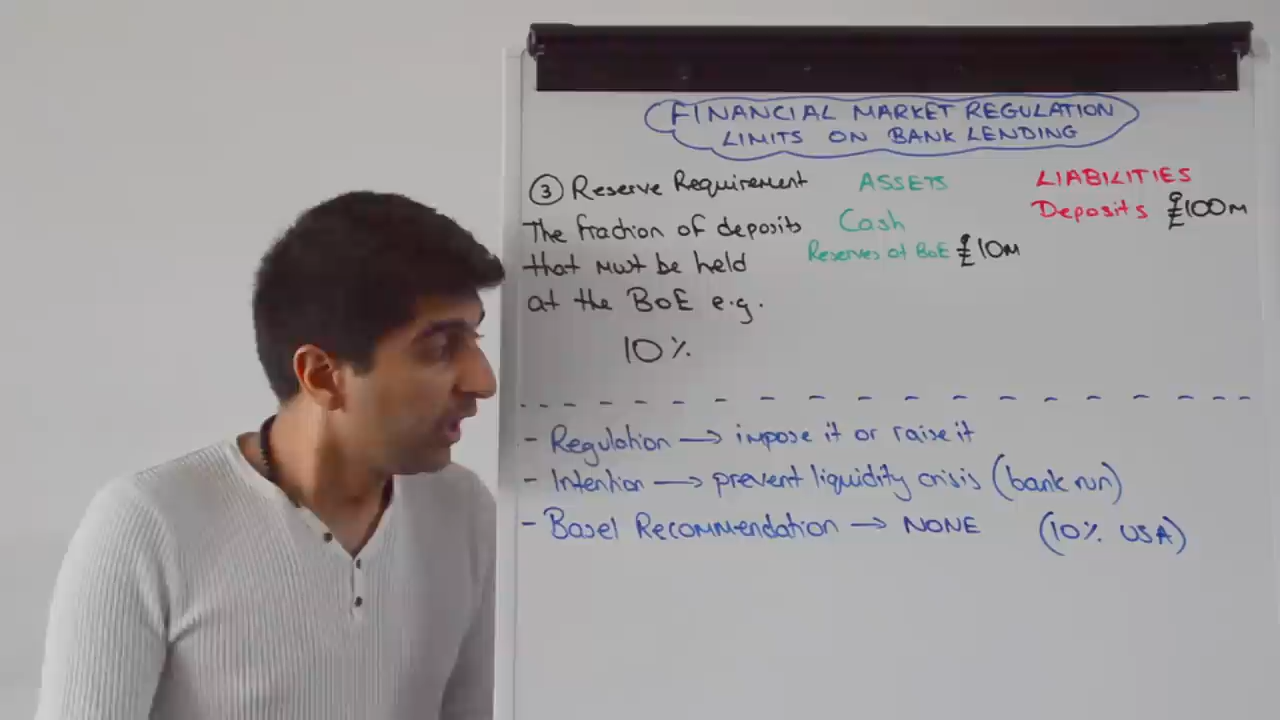 FINANCIAL MARKET REGULATION
LIMITS ON BANK LENDING
③ Reserve Requirement
The fraction of deposits
that must be held
at the BoE e.g.
10%
ASSETS
Cash
Reserves at BoE £10M
LIABILITIES
Deposits £100M
- Regulation → impose it or raise it
- Intention → prevent liquidity crisis (bank run)
- Basel Recommendation → NONE (10% USA)